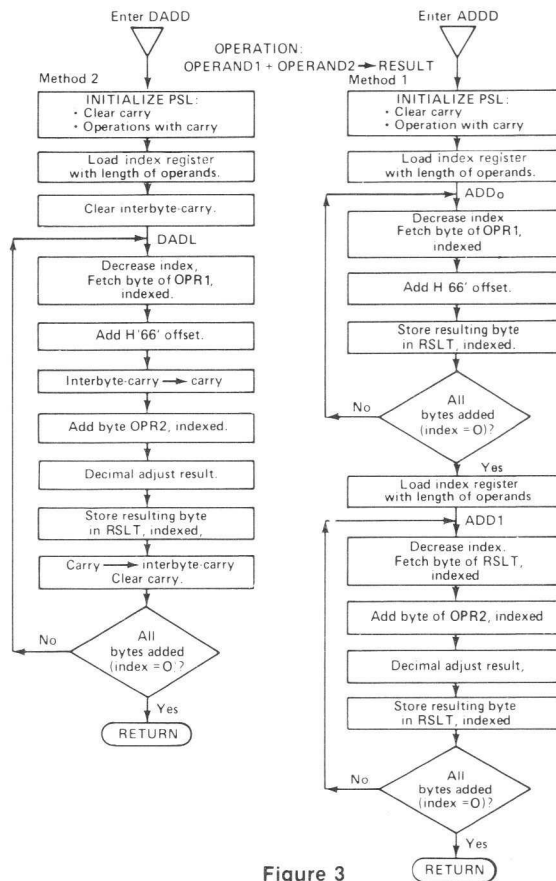 Enter DADD
OPERATION:
OPERAND1 + OPERAND2 → RESULT
Method 2
INITIALIZE PSL:
• Clear carry
• Operations with carry
Load index register
with length of operands.
Clear interbyte-carry.
DADL
Decrease index,
Fetch byte of OPR1,
indexed.
Add H '66' offset.
Interbyte-carry → carry
Add byte OPR2, indexed.
Decimal adjust result.
Store resulting byte
in RSLT, indexed,
Carry → interbyte-carry
Clear carry.
No
All
bytes added
(index = O)?
Yes
RETURN
Enter ADDD
Method 1
INITIALIZE PSL:
• Clear carry
• Operation with carry
Load index register
with length of operands.
ADDo
Decrease index
Fetch byte of OPR1,
indexed
Add H 66' offset.
Store resulting byte
in RSLT, indexed.
No
All
bytes added
(index = O)?
Yes
Load index register
with length of operands
ADD1
Decrease index.
Fetch byte of RSLT,
indexed
Add byte of OPR2, indexed
Decimal adjust result,
Store resulting byte
in RSLT, indexed
No
All
bytes added
(index = O)?
Yes
RETURN
Figure 3